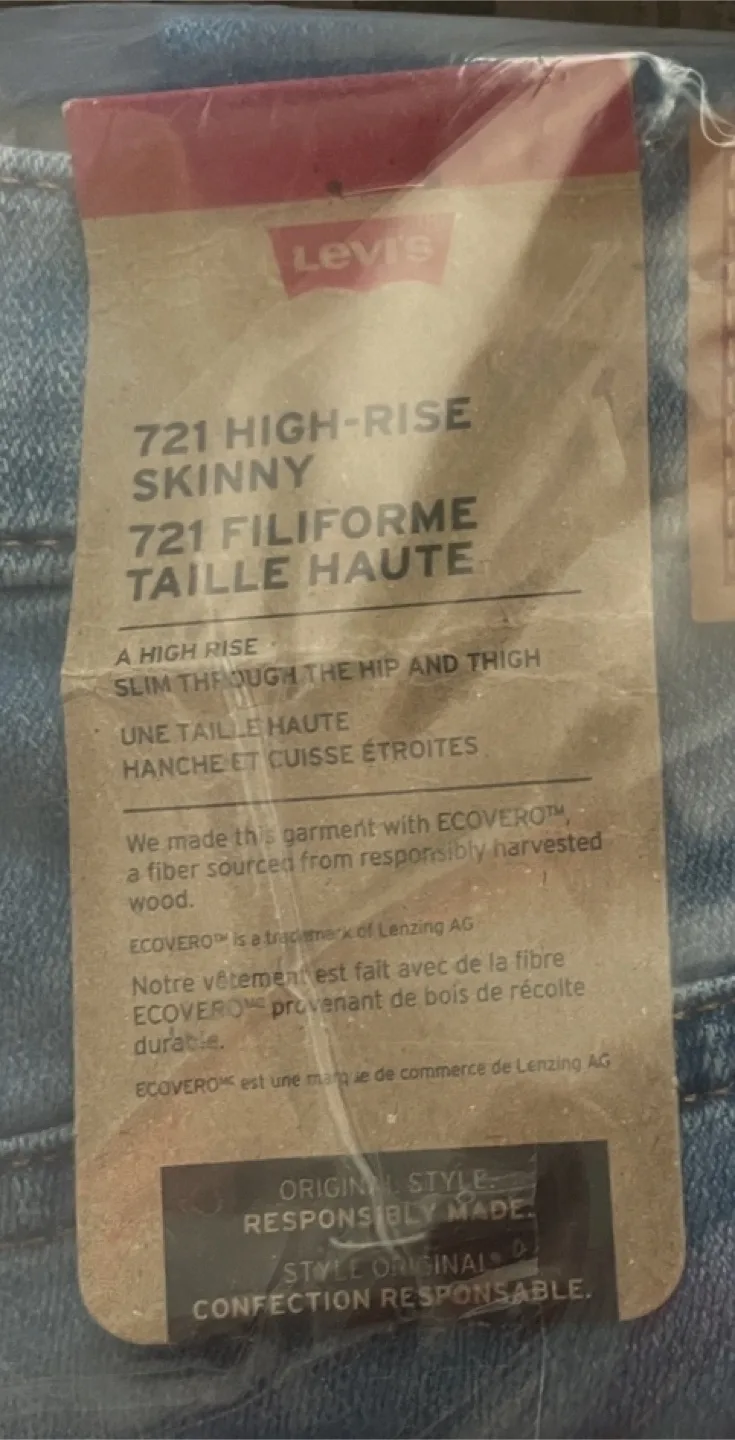 Levi's
721 HIGH-RISE
SKINNY
721 FILIFORME
TAILLE HAUTE
A HIGH RISE
SLIM THROUGH THE HIP AND THIGH
UNE TAILLE HAUTE
HANCHE ET CUISSE ÉTROITES
We made this garment with ECOVERO™,
a fiber sourced from responsibly harvested
wood.
ECOVERO™ is a trademark of Lenzing AG
Notre vêtement est fait avec de la fibre
ECOVEROᴹᶜ provenant de bois de récolte
durable.
ECOVEROᴹᶜ est une marque de commerce de Lenzing AG
ORIGINAL STYLE.
RESPONSIBLY MADE.
STYLE ORIGINAL.
CONFECTION RESPONSABLE.